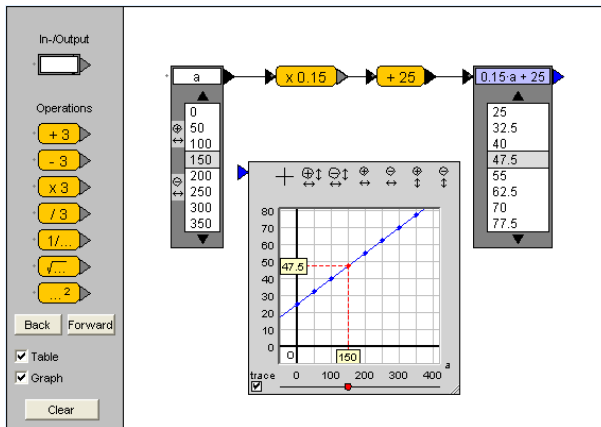 In-/Output
Operations
+ 3
- 3
x 3
/ 3
1/...
√...
...²
Back Forward
Table
Graph
Clear
a
x 0.15
+ 25
0.15·a + 25
0
50
100
150
200
250
300
350
25
32.5
40
47.5
55
62.5
70
77.5
80
70
60
50
47.5
40
30
20
10
0
O
150
a
trace 0 100 200 300 400